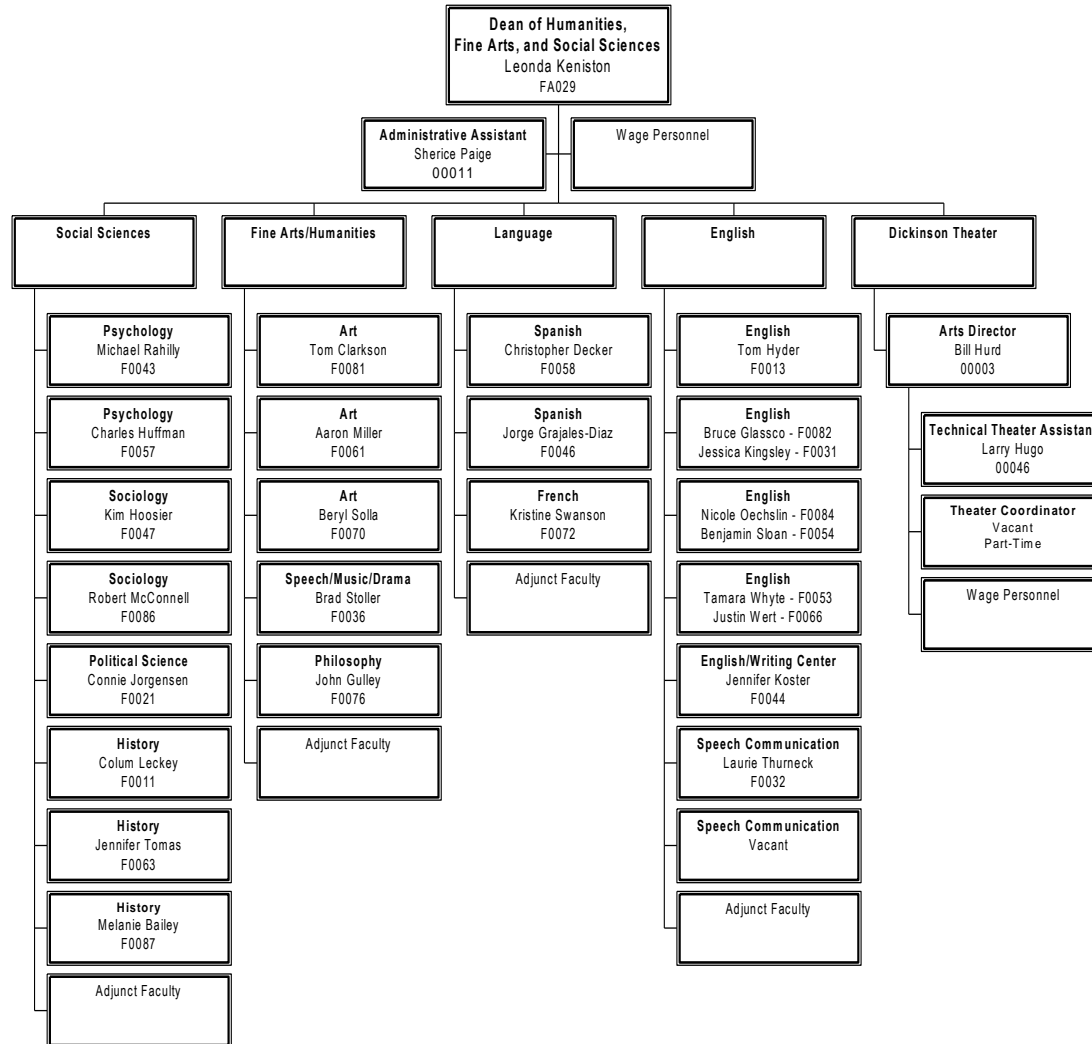 Dean of Humanities,
Fine Arts, and Social Sciences
Leonda Keniston
FA029
Administrative Assistant
Sherice Paige
00011
Wage Personnel
Social Sciences
Fine Arts/Humanities
Language
English
Dickinson Theater
Psychology
Michael Rahilly
F0043
Psychology
Charles Huffman
F0057
Sociology
Kim Hoosier
F0047
Sociology
Robert McConnell
F0086
Political Science
Connie Jorgensen
F0021
History
Colum Leckey
F0011
History
Jennifer Tomas
F0063
History
Melanie Bailey
F0087
Adjunct Faculty
Art
Tom Clarkson
F0081
Art
Aaron Miller
F0061
Art
Beryl Solla
F0070
Speech/Music/Drama
Brad Stoller
F0036
Philosophy
John Gulley
F0076
Adjunct Faculty
Spanish
Christopher Decker
F0058
Spanish
Jorge Grajales-Diaz
F0046
French
Kristine Swanson
F0072
Adjunct Faculty
English
Tom Hyder
F0013
English
Bruce Glassco - F0082
Jessica Kingsley - F0031
English
Nicole Oechslin - F0084
Benjamin Sloan - F0054
English
Tamara Whyte - F0053
Justin Wert - F0066
English/Writing Center
Jennifer Koster
F0044
Speech Communication
Laurie Thurneck
F0032
Speech Communication
Vacant
Adjunct Faculty
Arts Director
Bill Hurd
00003
Technical Theater Assistan
Larry Hugo
00046
Theater Coordinator
Vacant
Part-Time
Wage Personnel